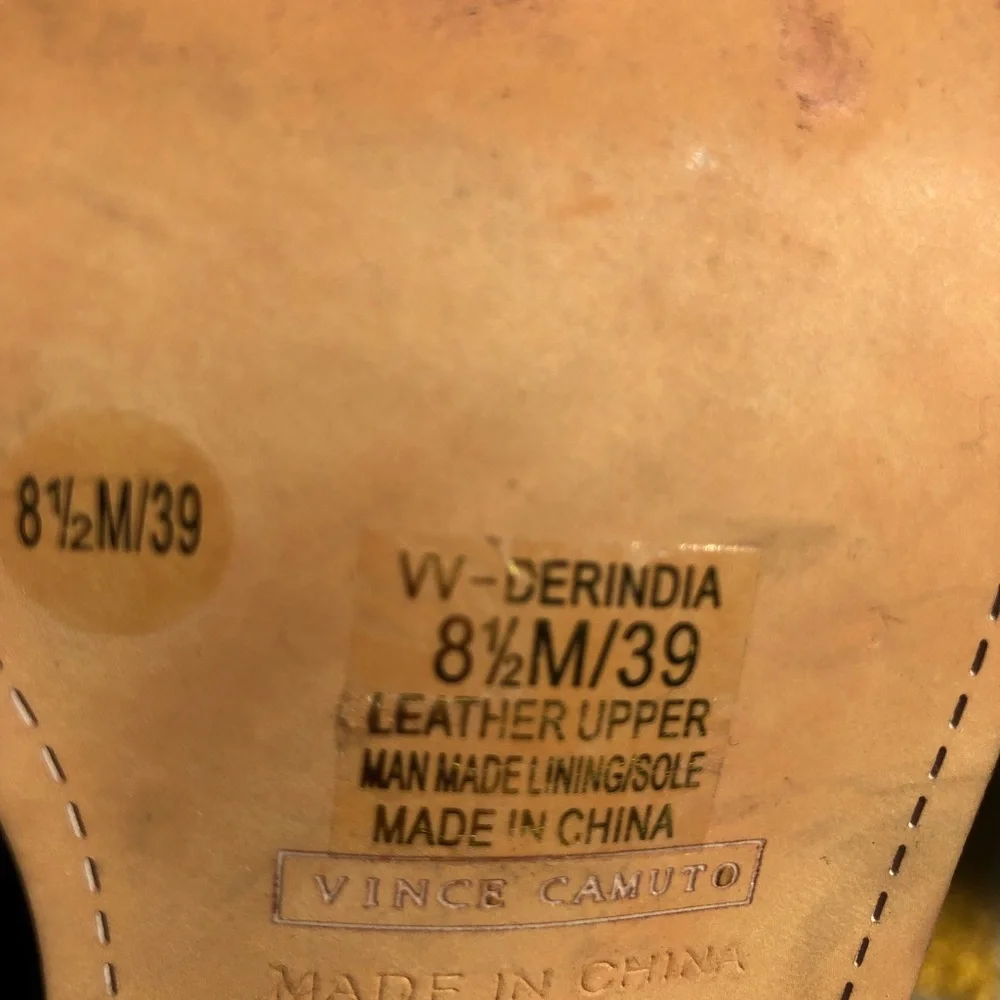 8½M/39
VV-DERINDIA
8½M/39
LEATHER UPPER
MAN MADE LINING/SOLE
MADE IN CHINA
VINCE CAMUTO
MADE IN CHINA